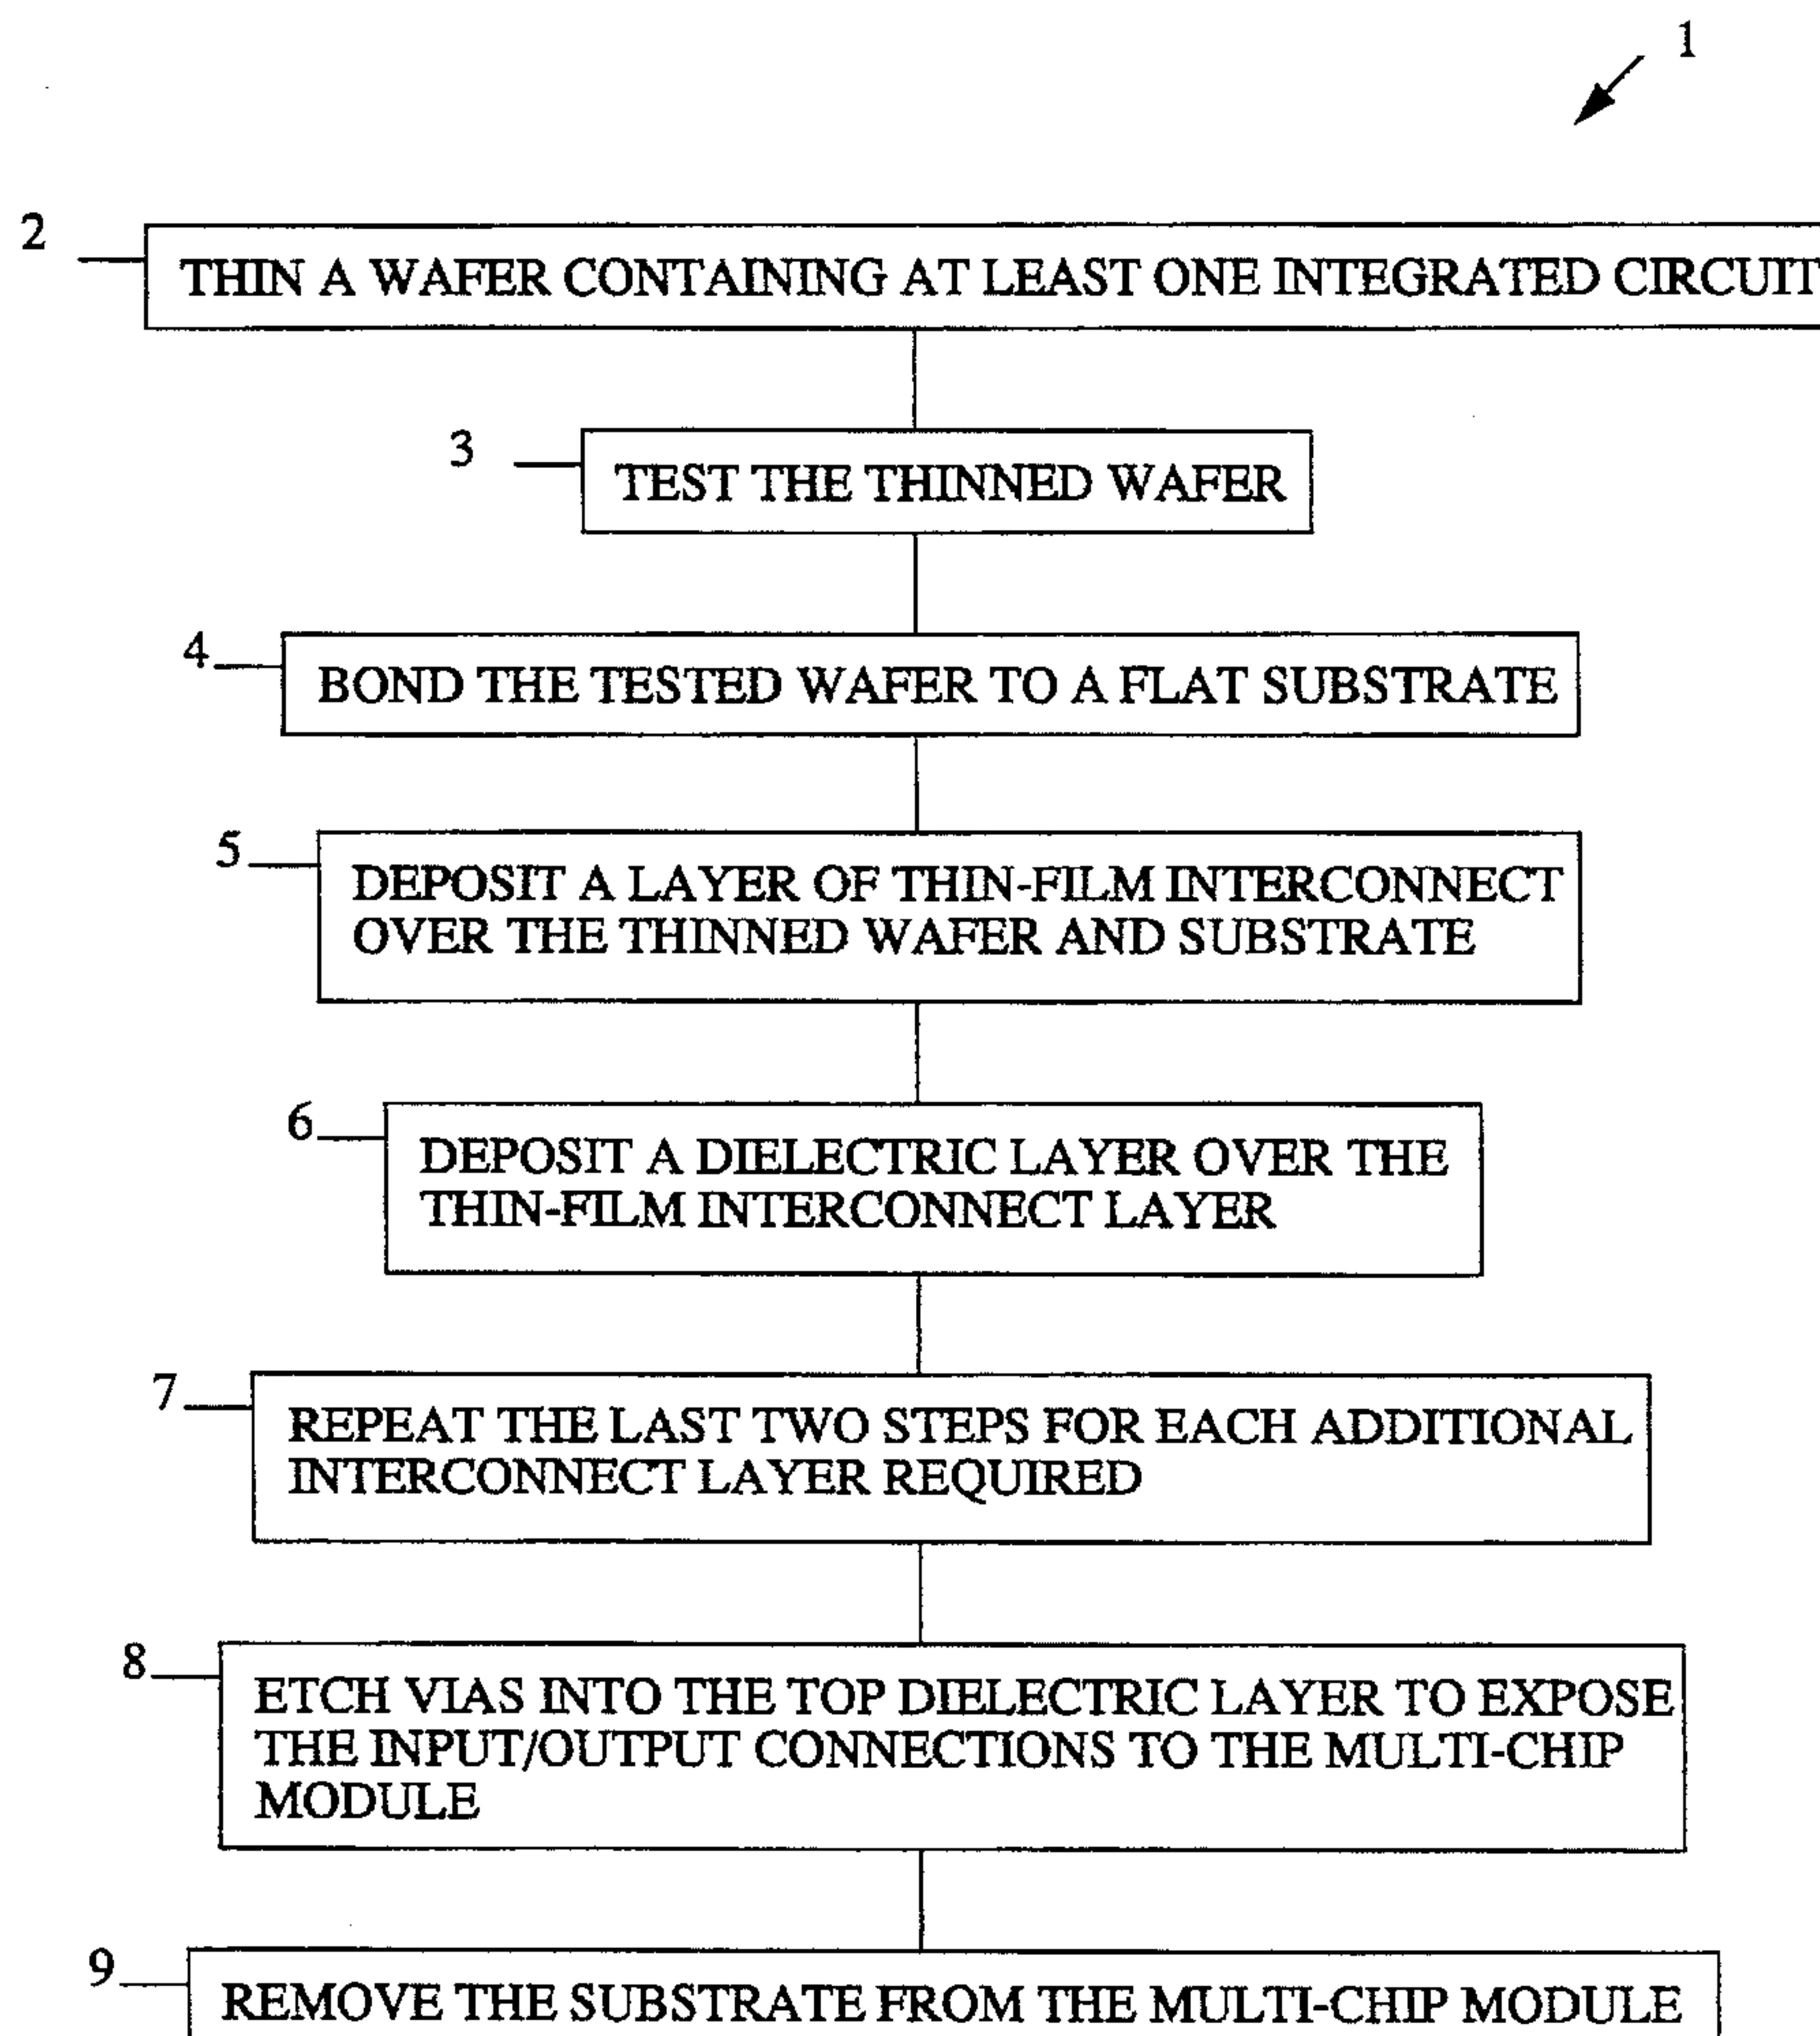 1
2
THIN A WAFER CONTAINING AT LEAST ONE INTEGRATED CIRCUIT
3
TEST THE THINNED WAFER
4
BOND THE TESTED WAFER TO A FLAT SUBSTRATE
5
DEPOSIT A LAYER OF THIN-FILM INTERCONNECT
OVER THE THINNED WAFER AND SUBSTRATE
6
DEPOSIT A DIELECTRIC LAYER OVER THE
THIN-FILM INTERCONNECT LAYER
7
REPEAT THE LAST TWO STEPS FOR EACH ADDITIONAL
INTERCONNECT LAYER REQUIRED
8
ETCH VIAS INTO THE TOP DIELECTRIC LAYER TO EXPOSE
THE INPUT/OUTPUT CONNECTIONS TO THE MULTI-CHIP
MODULE
9
REMOVE THE SUBSTRATE FROM THE MULTI-CHIP MODULE